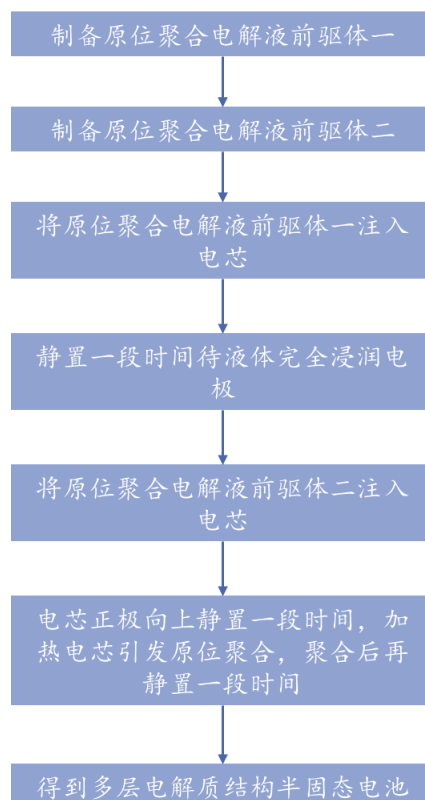 制备原位聚合电解液前驱体一
制备原位聚合电解液前驱体二
将原位聚合电解液前驱体一注入
电芯
静置一段时间待液体完全浸润电
极
将原位聚合电解液前驱体二注入
电芯
电芯正极向上静置一段时间，加
热电芯引发原位聚合，聚合后再
静置一段时间
得到多层电解质结构半固态电池